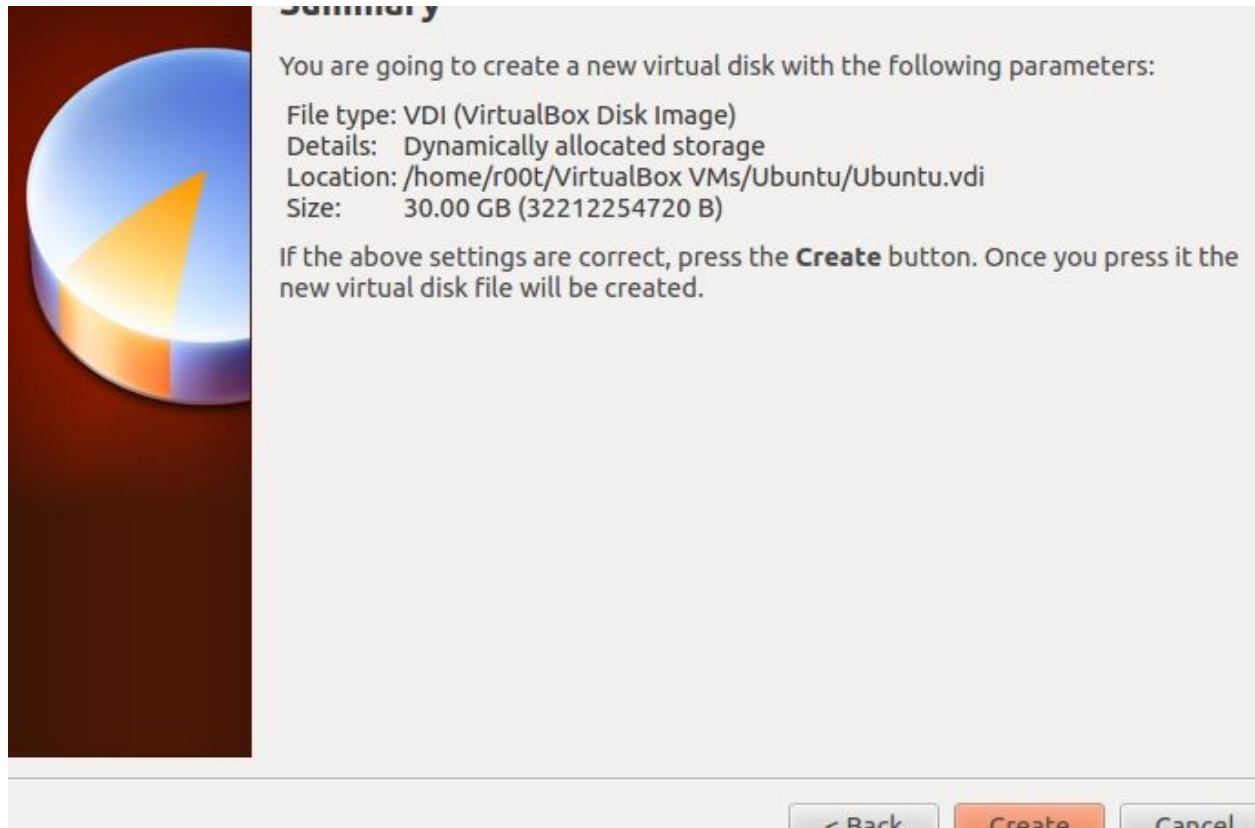 Summary
You are going to create a new virtual disk with the following parameters:
File type: VDI (VirtualBox Disk Image)
Details: Dynamically allocated storage
Location: /home/r00t/VirtualBox VMs/Ubuntu/Ubuntu.vdi
Size: 30.00 GB (32212254720 B)
If the above settings are correct, press the Create button. Once you press it the
new virtual disk file will be created.
< Back Create Cancel